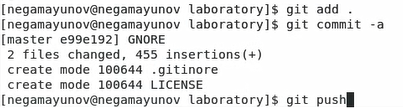 [negamayunov@negamayunov laboratory]$ git add .
[negamayunov@negamayunov laboratory]$ git commit -a
[master e99e192] GNORE
 2 files changed, 455 insertions(+)
 create mode 100644 .gitinore
 create mode 100644 LICENSE
[negamayunov@negamayunov laboratory]$ git push